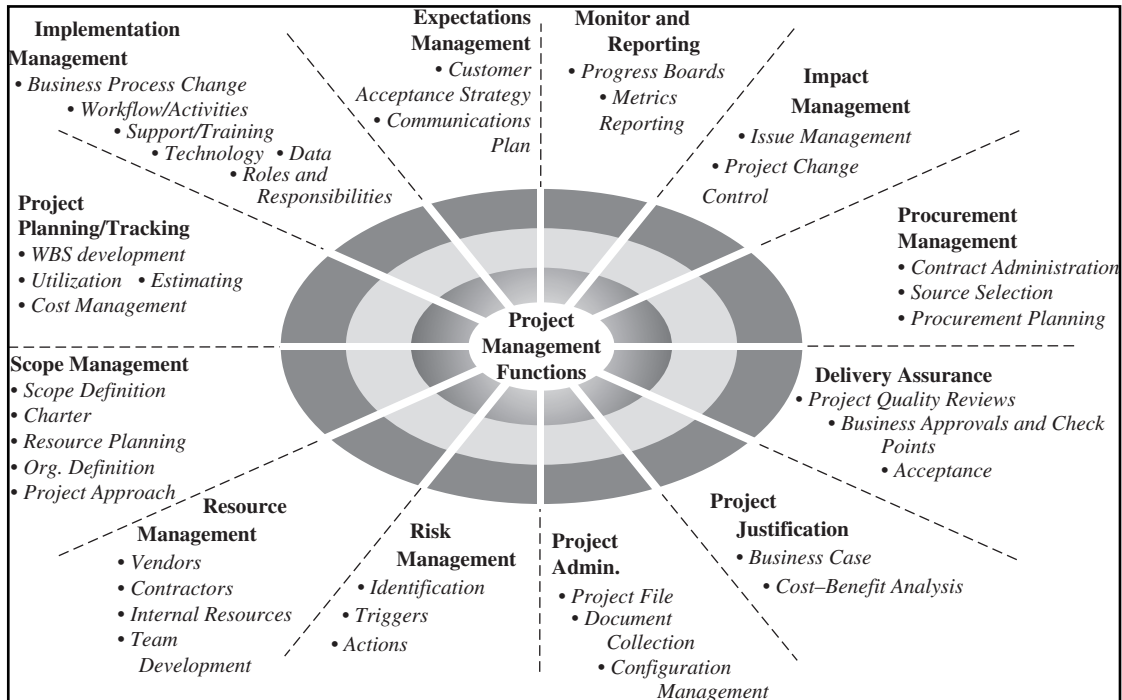 Implementation
Management
• Business Process Change
• Workflow/Activities
• Support/Training
• Technology • Data
• Roles and
Responsibilities
Expectations
Management
• Customer
Acceptance Strategy
• Communications
Plan
Monitor and
Reporting
• Progress Boards
• Metrics
Reporting
Impact
Management
• Issue Management
• Project Change
Control
Procurement
Management
• Contract Administration
• Source Selection
• Procurement Planning
Project
Planning/Tracking
• WBS development
• Utilization • Estimating
• Cost Management
Project
Management
Functions
Scope Management
• Scope Definition
• Charter
• Resource Planning
• Org. Definition
• Project Approach
Delivery Assurance
• Project Quality Reviews
• Business Approvals and Check
Points
• Acceptance
Resource
Management
• Vendors
• Contractors
• Internal Resources
• Team
Development
Risk
Management
• Identification
• Triggers
• Actions
Project
Admin.
• Project File
• Document
Collection
• Configuration
Management
Project
Justification
• Business Case
• Cost–Benefit Analysis